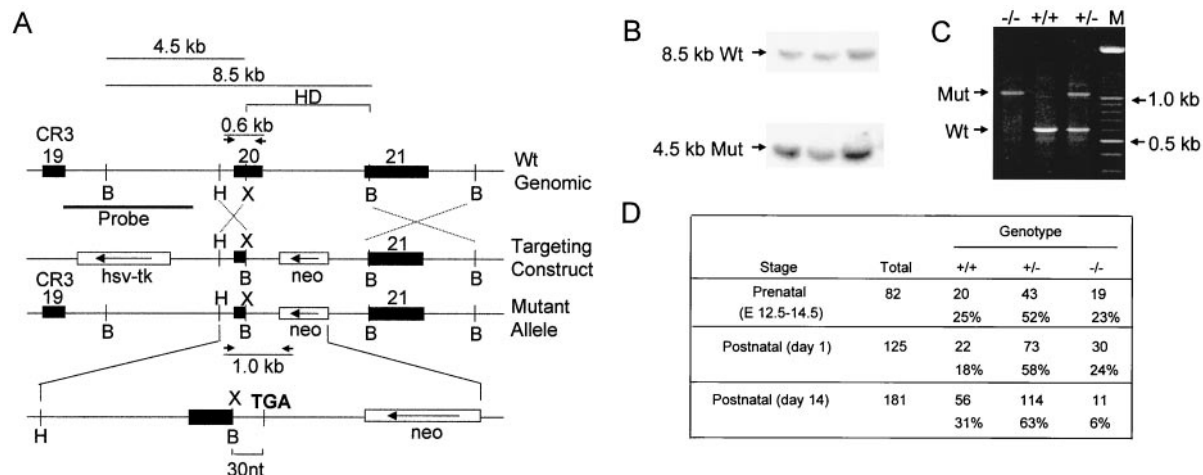 A
4.5 kb
8.5 kb
HD
0.6 kb
CR3
19 20 21
Wt
Genomic
B H X B B
Probe
H X 21
B B
hsv-tk neo
Targeting
Construct
CR3
19 H X 21
B B neo B B
Mutant
Allele
1.0 kb
X TGA
H B neo
30nt
B
8.5 kb Wt
4.5 kb Mut
C
-/- +/+ +/- M
Mut
1.0 kb
Wt
0.5 kb
D
Genotype
Stage Total +/+ +/- -/-
Prenatal 82 20 43 19
(E 12.5-14.5) 25% 52% 23%
Postnatal (day 1) 125 22 73 30
18% 58% 24%
Postnatal (day 14) 181 56 114 11
31% 63% 6%